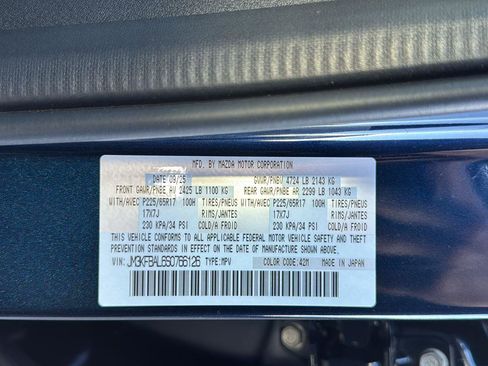 MFD. BY MAZDA MOTOR CORPORATION
DATE 09/25 GVWR/PNBV 4724 LB 2143 KG
FRONT GAWR/PNBE AV 2425 LB 1100 KG REAR GAWR/PNBE AR 2299 LB 1043 KG
WITH/AVEC P225/65R17 100H TIRES/PNEUS WITH/AVEC P225/65R17 100H TIRES/PNEUS
17X7J RIMS/JANTES 17X7J RIMS/JANTES
230 KPA/34 PSI COLD/A FROID 230 KPA/34 PSI COLD/A FROID
THIS VEHICLE CONFORMS TO ALL APPLICABLE FEDERAL MOTOR VEHICLE SAFETY,BUMPER,AND THEFT
PREVENTION STANDARDS IN EFFECT ON THE DATE OF MANUFACTURE SHOWN ABOVE.
VIN: JM3KFBAL6S0766126 TYPE:MPV COLOR CODE:42M MADE IN JAPAN